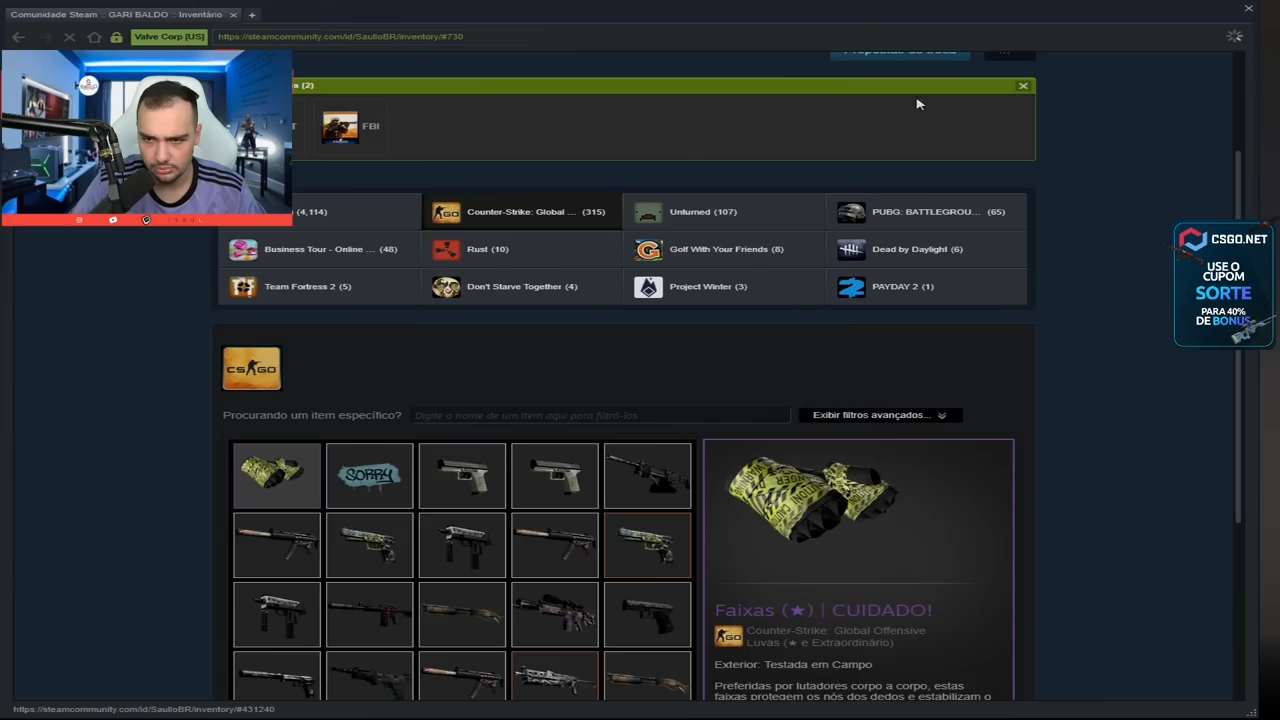 Comunidade Steam :: GARI BALDO :: Inventário
Valve Corp [US]
https://steamcommunity.com/id/SaulloBR/inventory/#730
(2)
FBI
(4,114)
Counter-Strike: Global ... (315)
Unturned (107)
PUBG: BATTLEGROU... (65)
Business Tour - Online ... (48)
Rust (10)
Golf With Your Friends (8)
Dead by Daylight (6)
Team Fortress 2 (5)
Don't Starve Together (4)
Project Winter (3)
PAYDAY 2 (1)
CSGO.NET
USE O
CUPOM
SORTE
PARA 40%
DE BONUS
CS GO
Procurando um item específico?
Digite o nome de um item aqui para filtrá-los
Exibir filtros avançados...
SORRY
Faixas (★) | CUIDADO!
Counter-Strike: Global Offensive
Luvas (★ e Extraordinário)
Exterior: Testada em Campo
Preferidas por lutadores corpo a corpo, estas
faixas protegem os nós dos dedos e estabilizam o
https://steamcommunity.com/id/SaulloBR/inventory/#431240